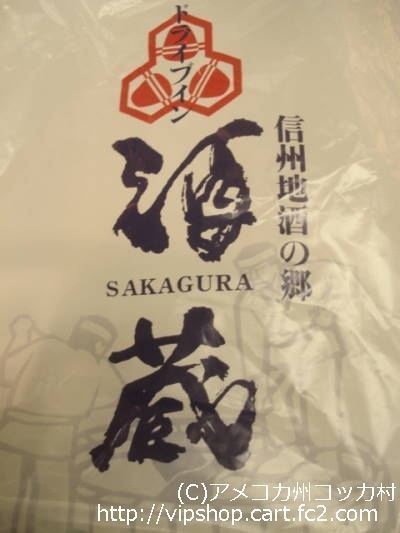 ドライブイン
信州地酒の郷
酒
SAKAGURA
蔵
(C)アメコカ州コッカ村
http://vipshop.cart.fc2.com